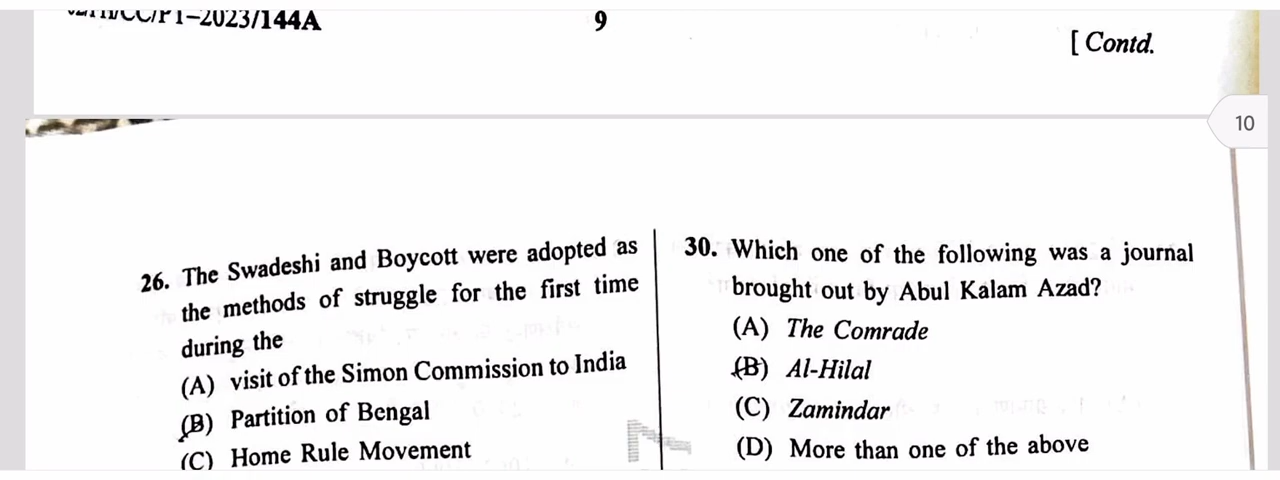 CC/PT-2023/144A
9
[ Contd.
10
26. The Swadeshi and Boycott were adopted as
the methods of struggle for the first time
during the
(A) visit of the Simon Commission to India
(B) Partition of Bengal
(C) Home Rule Movement
30. Which one of the following was a journal
brought out by Abul Kalam Azad?
(A) The Comrade
(B) Al-Hilal
(C) Zamindar
(D) More than one of the above